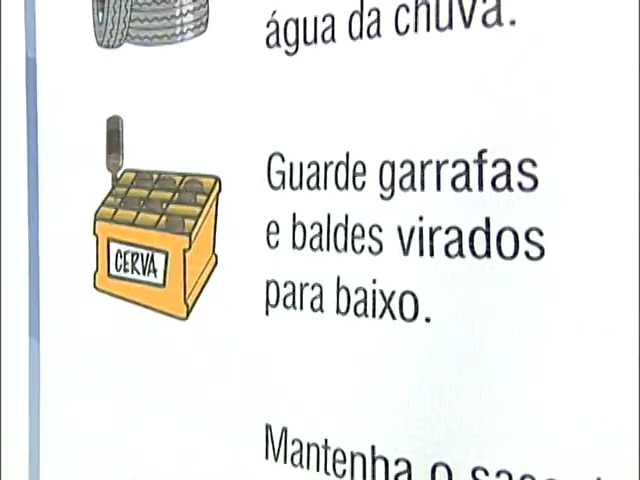 água da chuva.
CERVA
Guarde garrafas
e baldes virados
para baixo.
Mantenha o